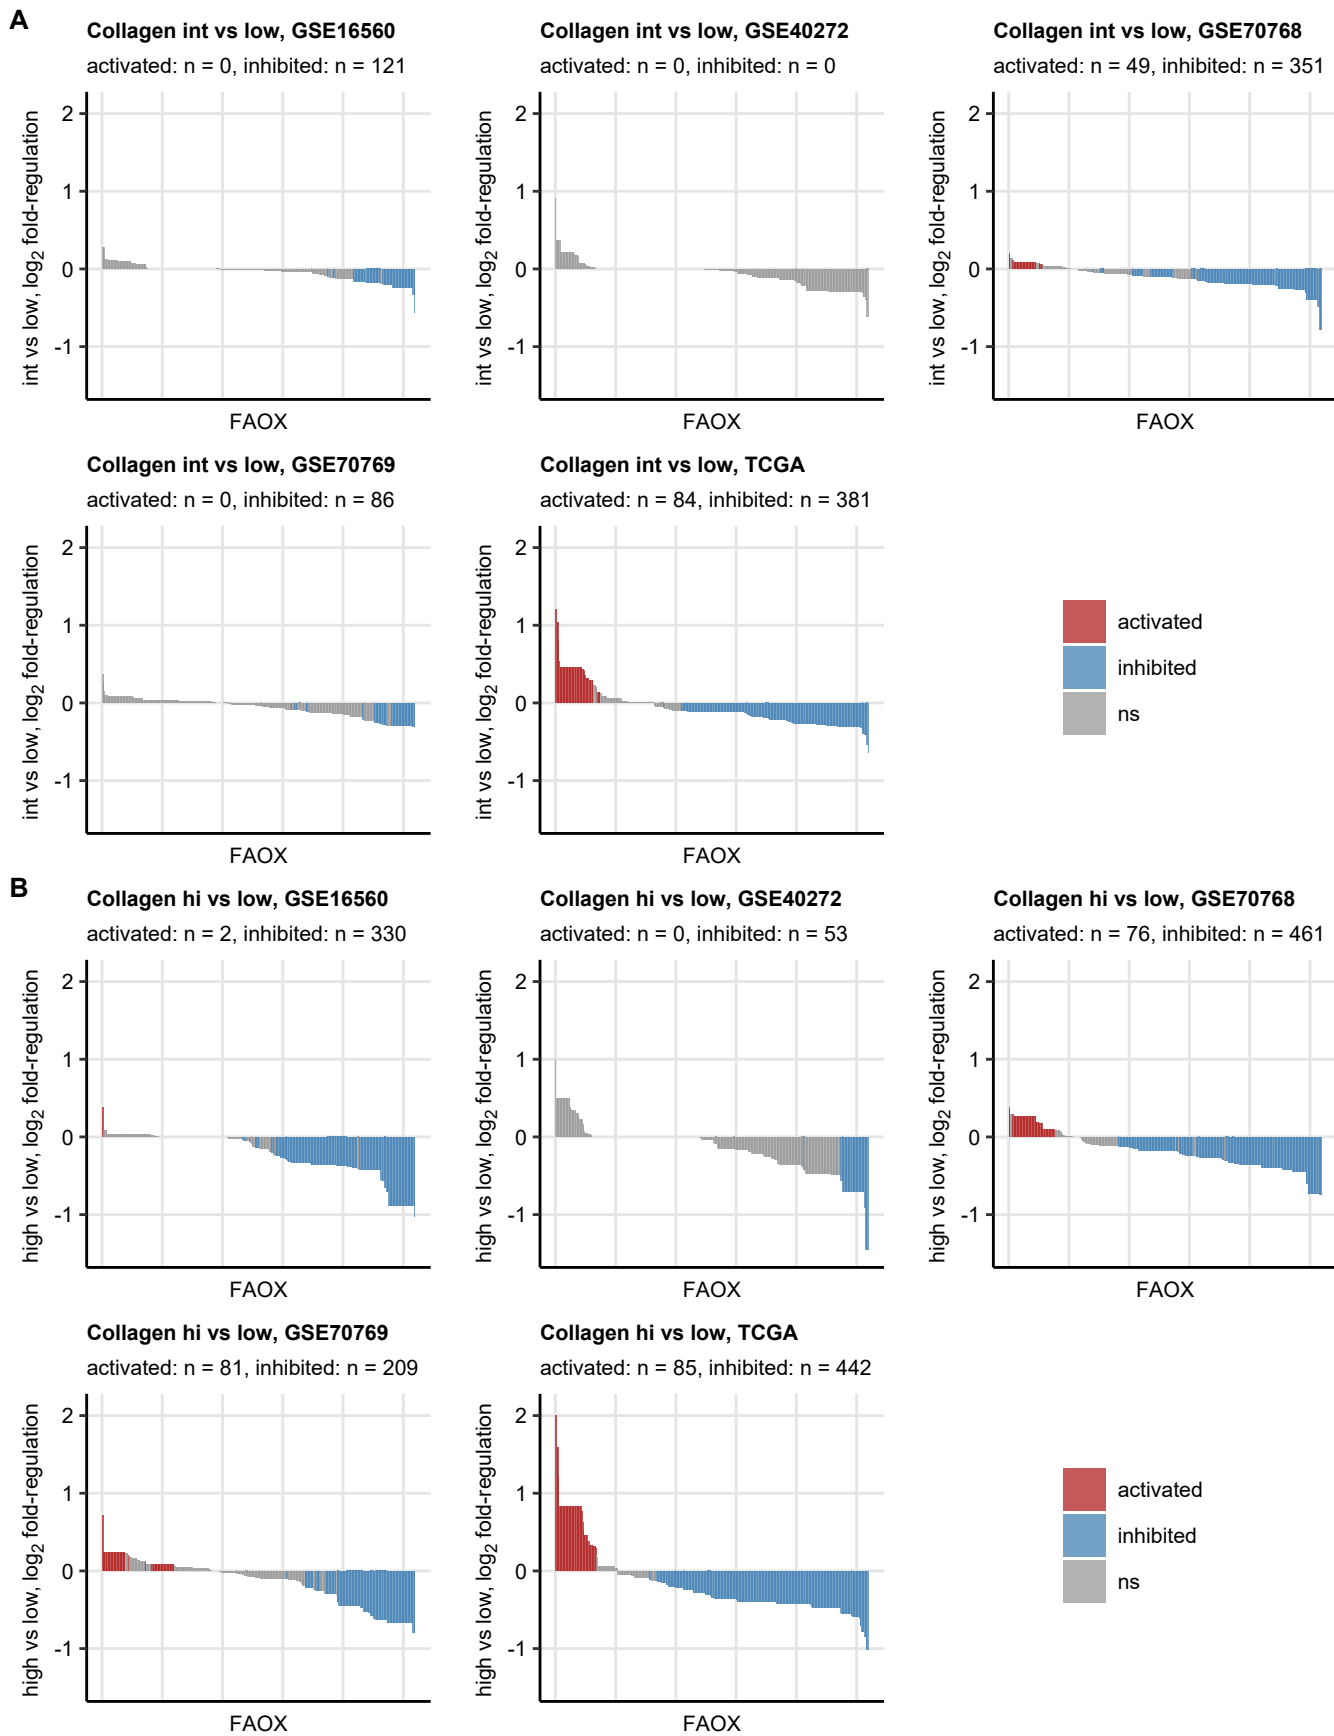 A
Collagen int vs low, GSE16560
activated: n = 0, inhibited: n = 121
int vs low, log2 fold-regulation
2
1
0
-1
FAOX
Collagen int vs low, GSE40272
activated: n = 0, inhibited: n = 0
int vs low, log2 fold-regulation
2
1
0
-1
FAOX
Collagen int vs low, GSE70768
activated: n = 49, inhibited: n = 351
int vs low, log2 fold-regulation
2
1
0
-1
FAOX
Collagen int vs low, GSE70769
activated: n = 0, inhibited: n = 86
int vs low, log2 fold-regulation
2
1
0
-1
FAOX
Collagen int vs low, TCGA
activated: n = 84, inhibited: n = 381
int vs low, log2 fold-regulation
2
1
0
-1
FAOX
activated
inhibited
ns
B
Collagen hi vs low, GSE16560
activated: n = 2, inhibited: n = 330
high vs low, log2 fold-regulation
2
1
0
-1
FAOX
Collagen hi vs low, GSE40272
activated: n = 0, inhibited: n = 53
high vs low, log2 fold-regulation
2
1
0
-1
FAOX
Collagen hi vs low, GSE70768
activated: n = 76, inhibited: n = 461
high vs low, log2 fold-regulation
2
1
0
-1
FAOX
Collagen hi vs low, GSE70769
activated: n = 81, inhibited: n = 209
high vs low, log2 fold-regulation
2
1
0
-1
FAOX
Collagen hi vs low, TCGA
activated: n = 85, inhibited: n = 442
high vs low, log2 fold-regulation
2
1
0
-1
FAOX
activated
inhibited
ns